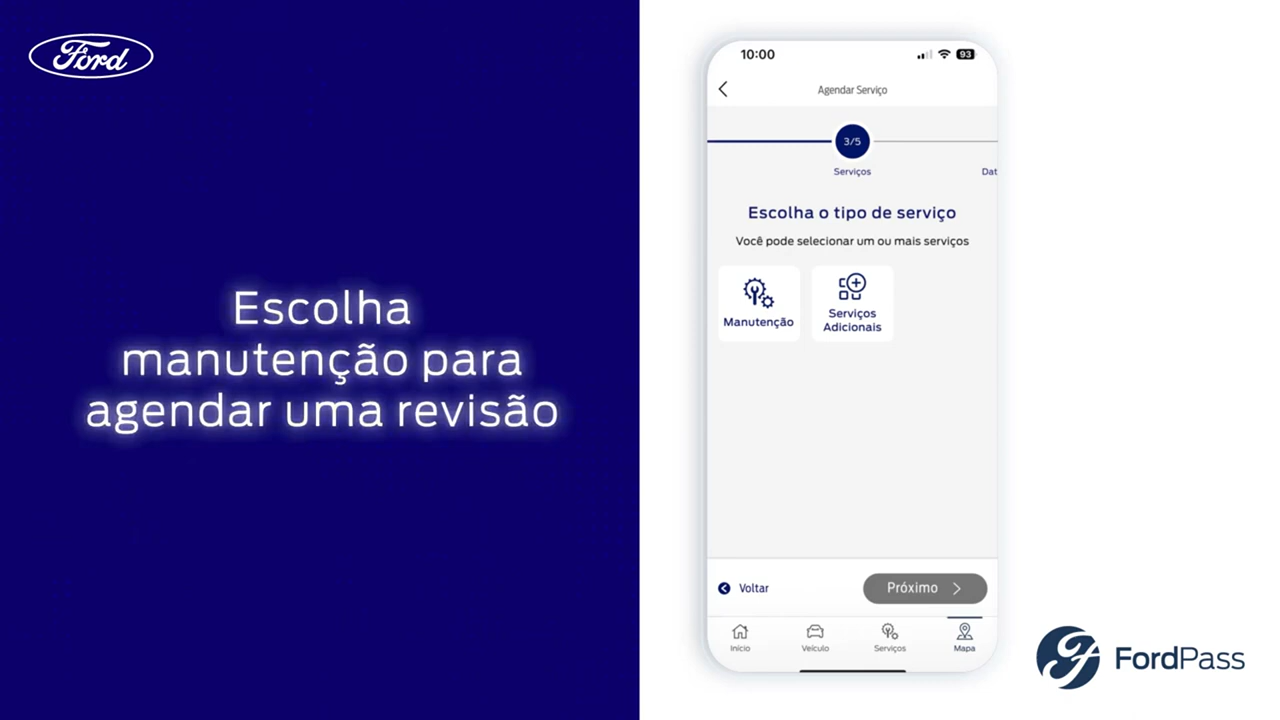 Ford
Escolha
manutenção para
agendar uma revisão
10:00
93
Agendar Serviço
3/5
Serviços
Dat
Escolha o tipo de serviço
Você pode selecionar um ou mais serviços
Manutenção
Serviços
Adicionais
Voltar
Próximo
Início
Veículo
Serviços
Mapa
FordPass